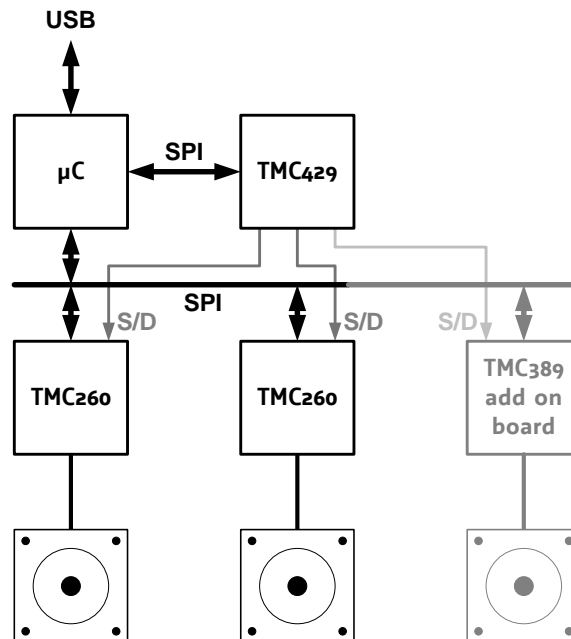 USB
µC
SPI
TMC429
SPI
S/D
S/D
S/D
TMC260
TMC260
TMC389
add on
board